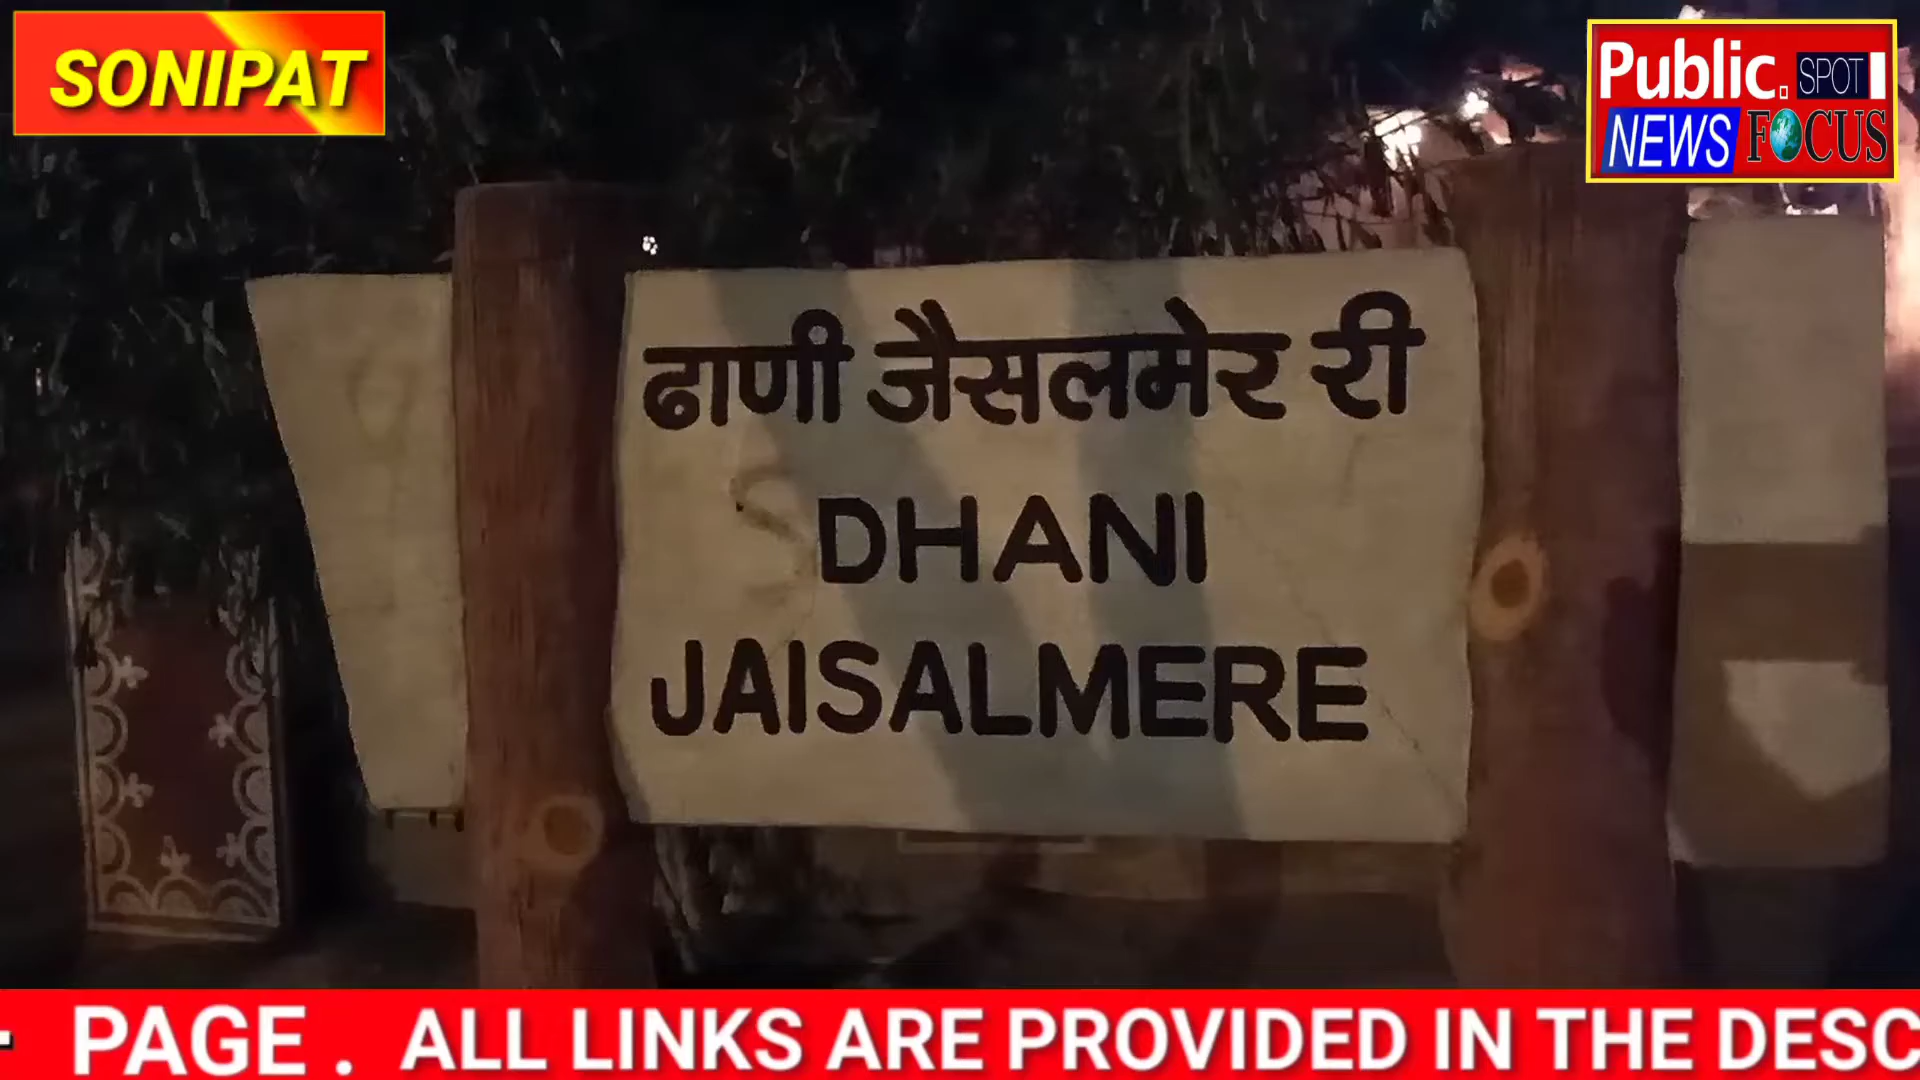 SONIPAT
Public. SPOT
NEWS FOCUS
ढाणी जैसलमेर री
DHANI
JAISALMERE
PAGE . ALL LINKS ARE PROVIDED IN THE DESC